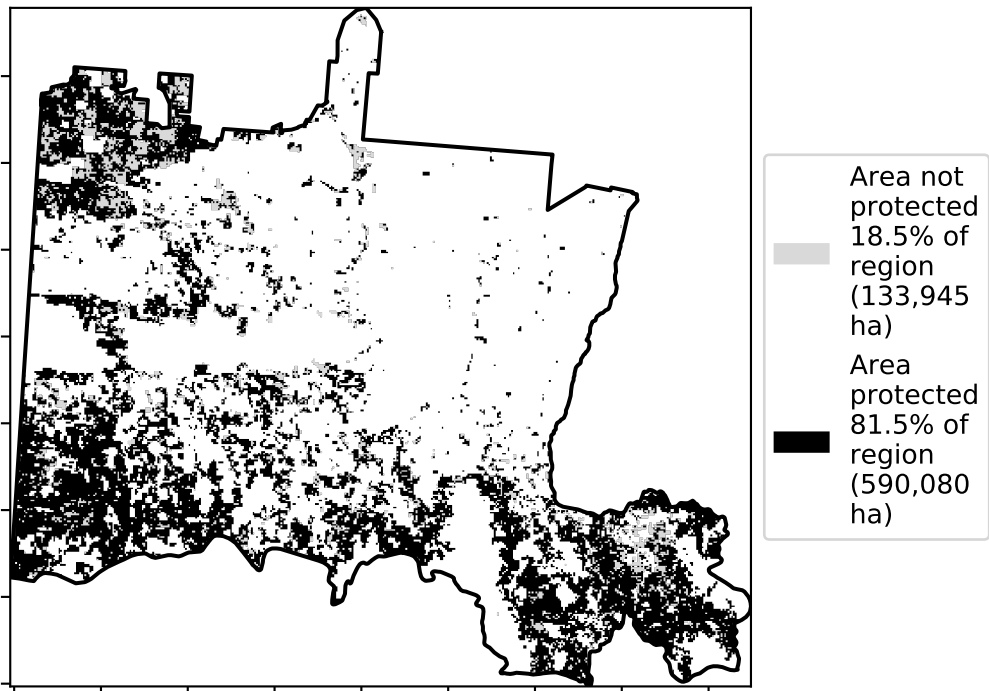 Area not
protected
18.5% of
region
(133,945
ha)
Area
protected
81.5% of
region
(590,080
ha)